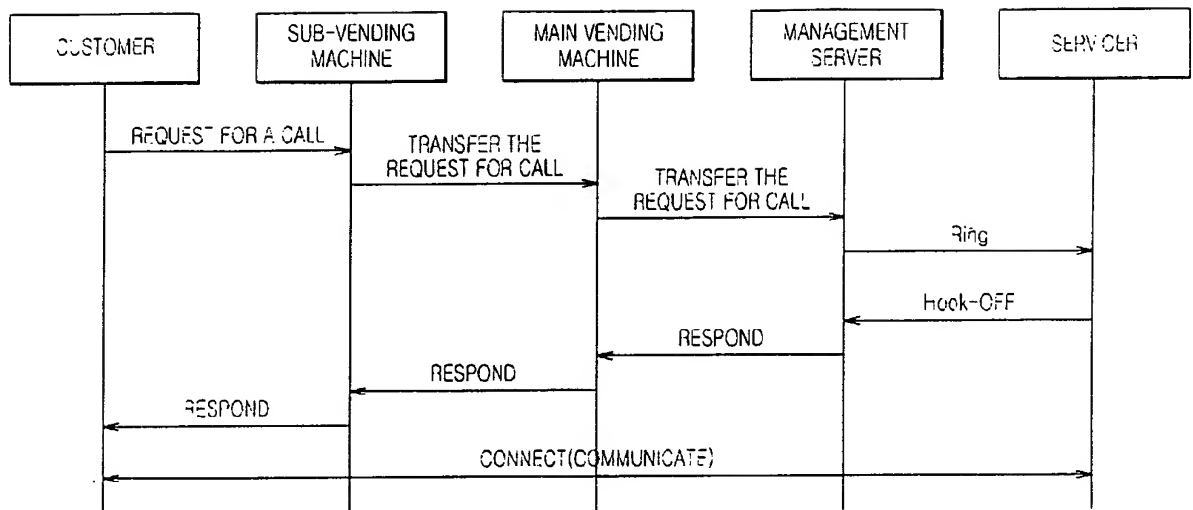 CUSTOMER
SUB-VENDING
MACHINE
MAIN VENDING
MACHINE
MANAGEMENT
SERVER
SERVICER
REQUEST FOR A CALL
TRANSFER THE
REQUEST FOR CALL
TRANSFER THE
REQUEST FOR CALL
Ring
Hook-OFF
RESPOND
RESPOND
RESPOND
CONNECT(COMMUNICATE)